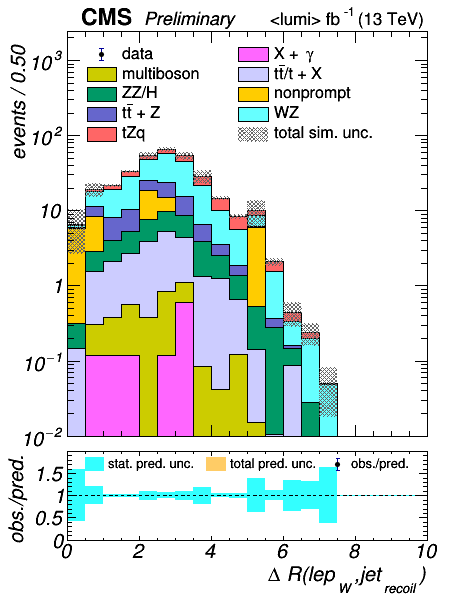 CMS Preliminary <lumi> fb⁻¹ (13 TeV)
events / 0.50
10³
10²
10
1
10⁻¹
10⁻²
data
multiboson
ZZ/H
tt̄ + Z
tZq
X + γ
tt̄/t + X
nonprompt
WZ
total sim. unc.
obs./pred.
1.5
1
0.5
0
stat. pred. unc. total pred. unc. obs./pred.
0 2 4 6 8 10
Δ R(lep_W, jet_recoil)